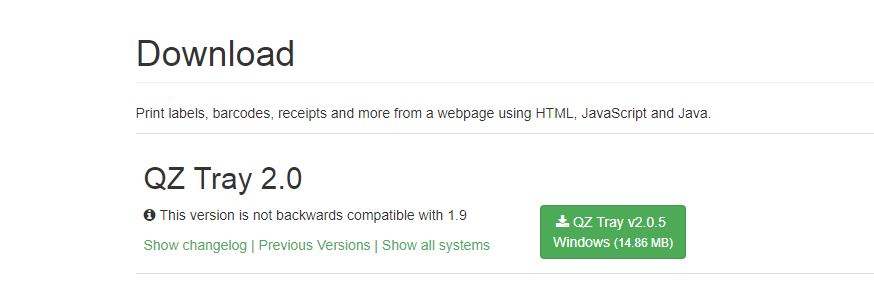 Download
Print labels, barcodes, receipts and more from a webpage using HTML, JavaScript and Java.
QZ Tray 2.0
This version is not backwards compatible with 1.9
Show changelog | Previous Versions | Show all systems
QZ Tray v2.0.5
Windows (14.86 MB)